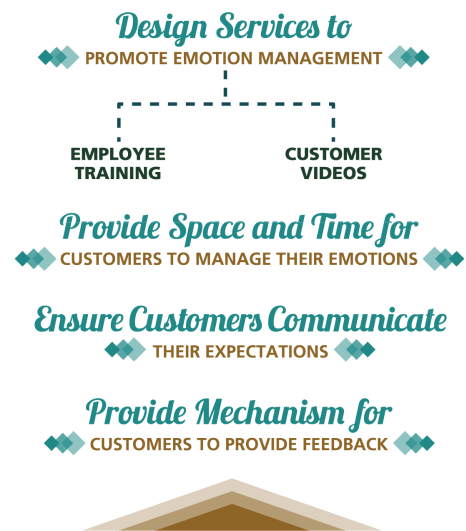 Design Services to
PROMOTE EMOTION MANAGEMENT
EMPLOYEE
TRAINING
CUSTOMER
VIDEOS
Provide Space and Time for
CUSTOMERS TO MANAGE THEIR EMOTIONS
Ensure Customers Communicate
THEIR EXPECTATIONS
Provide Mechanism for
CUSTOMERS TO PROVIDE FEEDBACK